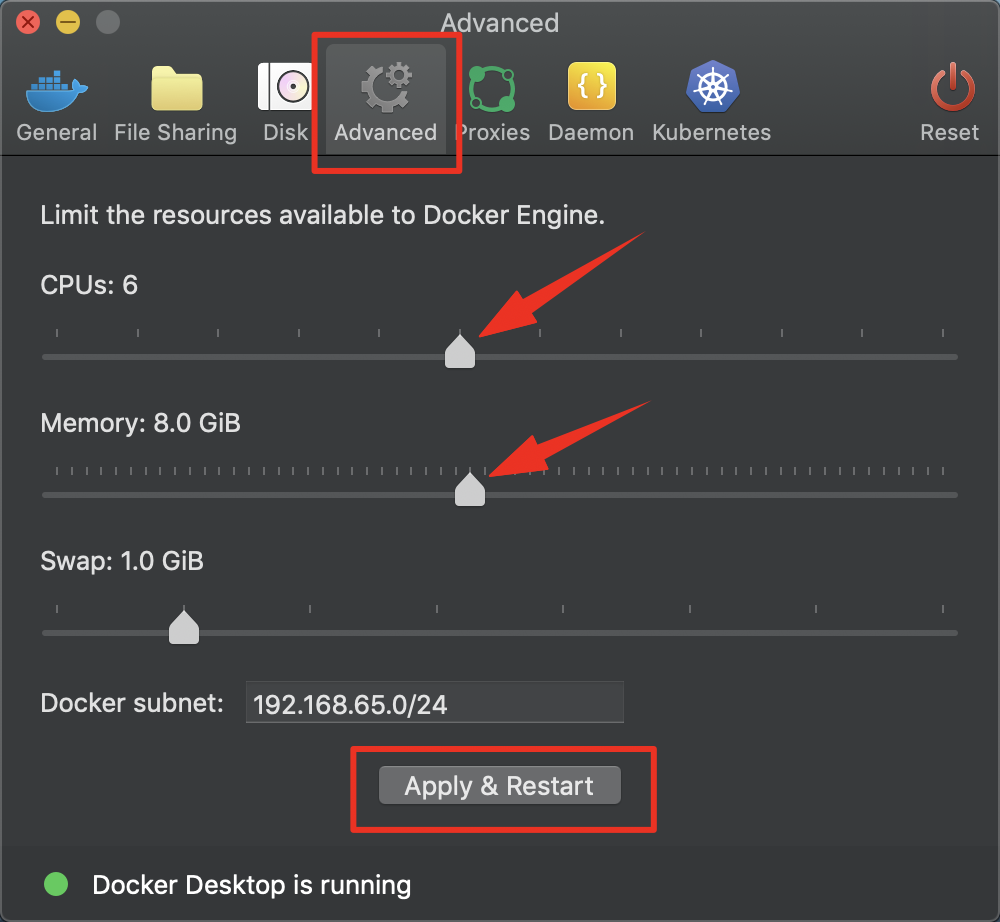 Advanced
General
File Sharing
Disk
Advanced
Proxies
Daemon
Kubernetes
Reset
Limit the resources available to Docker Engine.
CPUs: 6
Memory: 8.0 GiB
Swap: 1.0 GiB
Docker subnet: 192.168.65.0/24
Apply & Restart
Docker Desktop is running